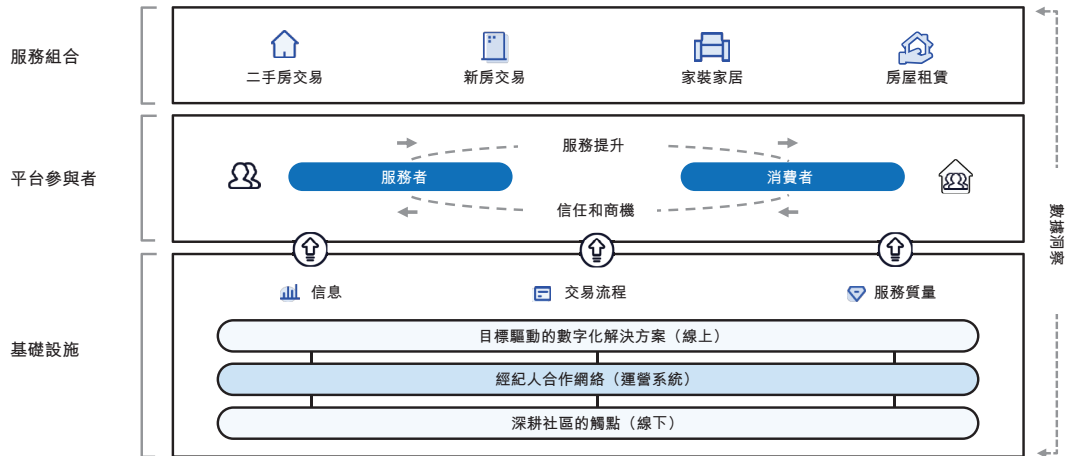 服務組合
二手房交易
新房交易
家裝家居
房屋租賃
平台參與者
服務提升
服務者
消費者
信任和商機
數據洞察
基礎設施
信息
交易流程
服務質量
目標驅動的數字化解決方案（線上）
經紀人合作網絡（運營系統）
深耕社區的觸點（線下）